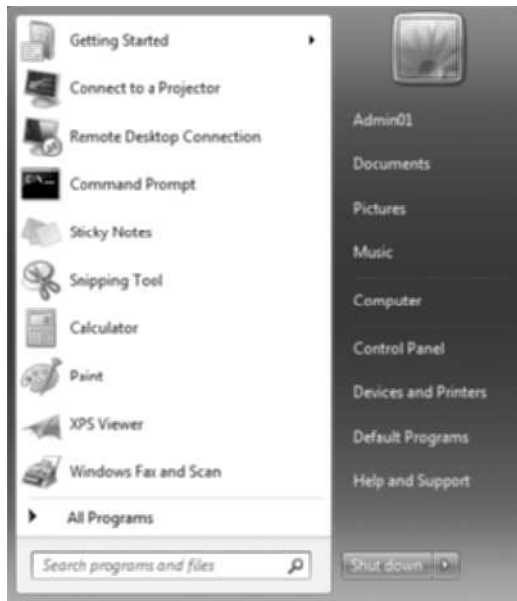 Getting Started
Connect to a Projector
Remote Desktop Connection
Command Prompt
Sticky Notes
Snipping Tool
Calculator
Paint
XPS Viewer
Windows Fax and Scan
All Programs
Search programs and files
Admin01
Documents
Pictures
Music
Computer
Control Panel
Devices and Printers
Default Programs
Help and Support
Shut down